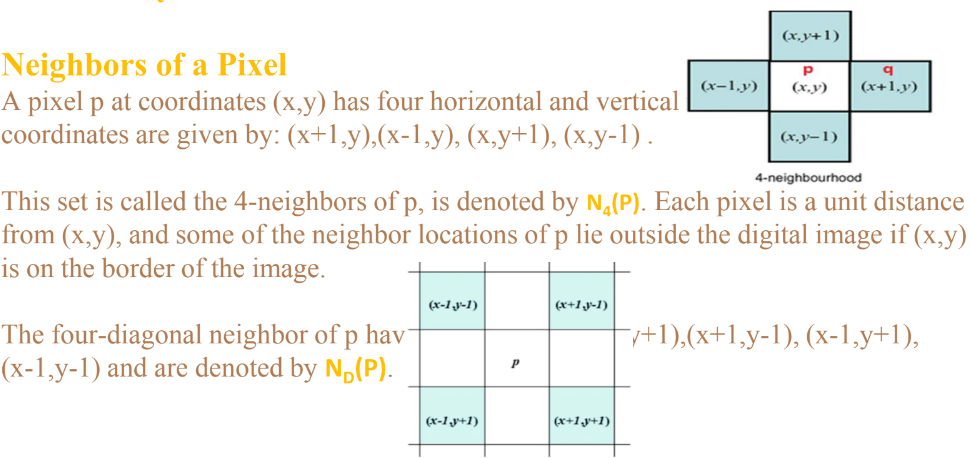 (x,y+1)
Neighbors of a Pixel
p q
(x−1,y) (x,y) (x+1,y)
A pixel p at coordinates (x,y) has four horizontal and vertical
coordinates are given by: (x+1,y),(x-1,y), (x,y+1), (x,y-1) .
(x,y−1)
4-neighbourhood
This set is called the 4-neighbors of p, is denoted by N4(P). Each pixel is a unit distance
from (x,y), and some of the neighbor locations of p lie outside the digital image if (x,y)
is on the border of the image.
(x-1,y-1) (x+1,y-1)
The four-diagonal neighbor of p hav y+1),(x+1,y-1), (x-1,y+1),
(x-1,y-1) and are denoted by ND(P).
p
(x-1,y+1) (x+1,y+1)